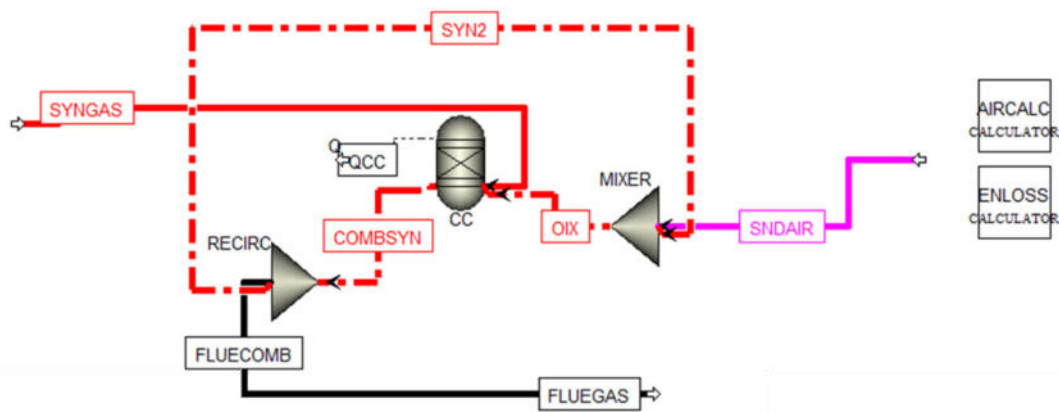 SYN2
SYNGAS
AIRCALC
CALCULATOR
Q
QCC
MIXER
ENLOSS
CALCULATOR
CC
RECIRC
COMBSYN
OIX
SNDAIR
FLUECOMB
FLUEGAS